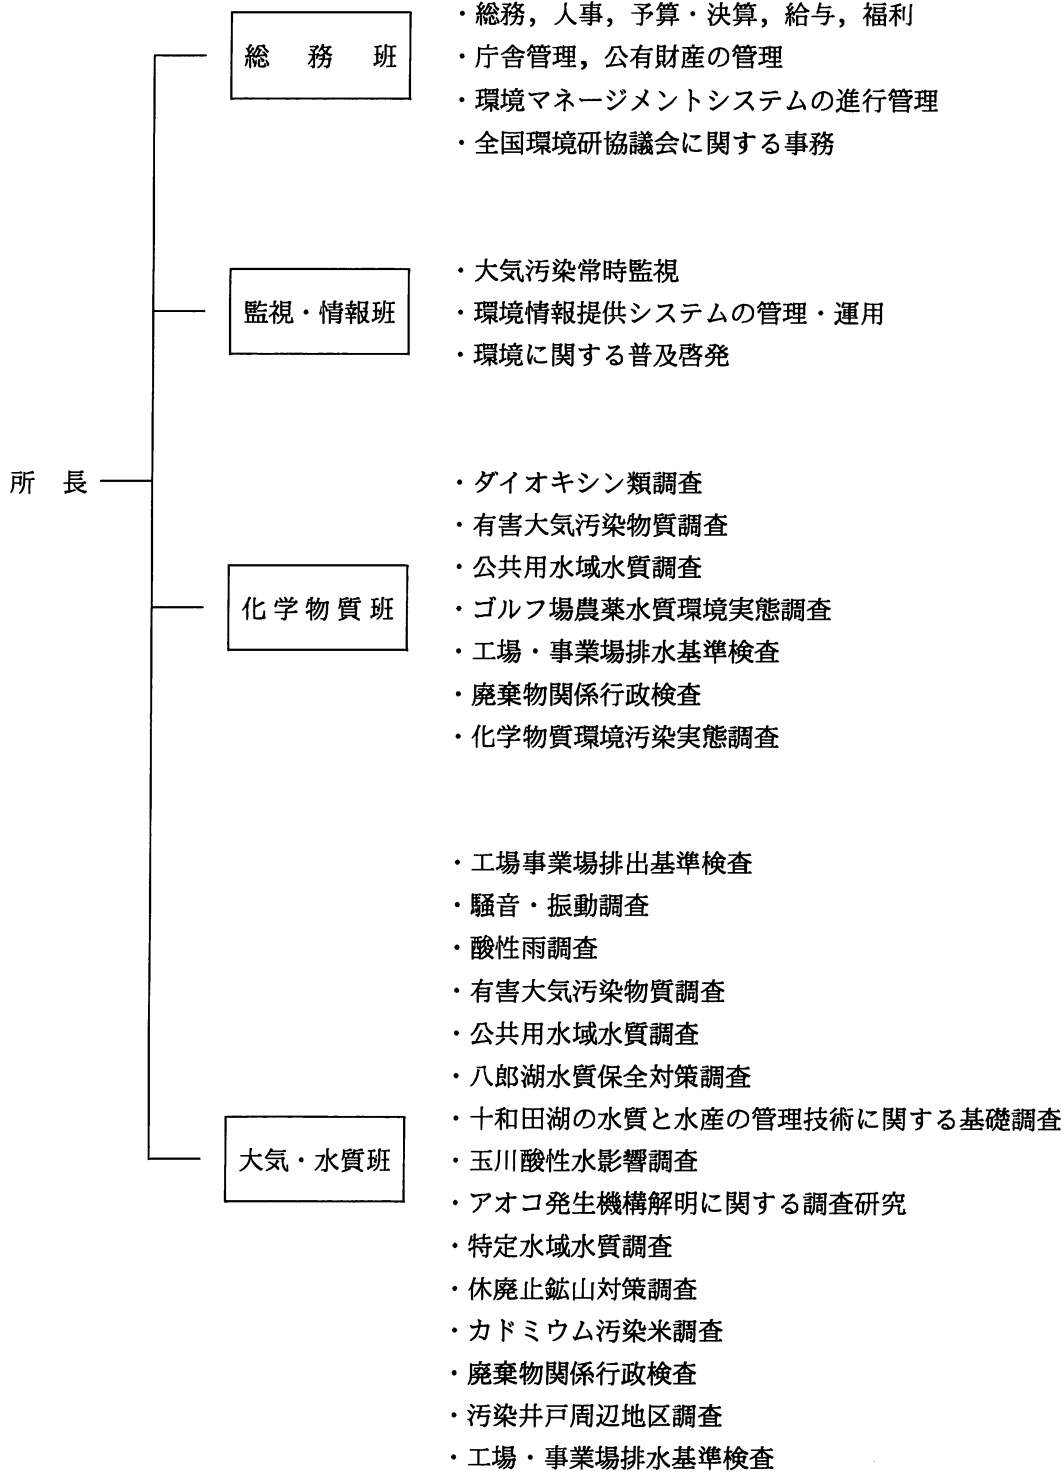 所 長
総 務 班
・総務，人事，予算・決算，給与，福利
・庁舎管理，公有財産の管理
・環境マネージメントシステムの進行管理
・全国環境研協議会に関する事務
監視・情報班
・大気汚染常時監視
・環境情報提供システムの管理・運用
・環境に関する普及啓発
化学物質班
・ダイオキシン類調査
・有害大気汚染物質調査
・公共用水域水質調査
・ゴルフ場農薬水質環境実態調査
・工場・事業場排水基準検査
・廃棄物関係行政検査
・化学物質環境汚染実態調査
大気・水質班
・工場事業場排出基準検査
・騒音・振動調査
・酸性雨調査
・有害大気汚染物質調査
・公共用水域水質調査
・八郎湖水質保全対策調査
・十和田湖の水質と水産の管理技術に関する基礎調査
・玉川酸性水影響調査
・アオコ発生機構解明に関する調査研究
・特定水域水質調査
・休廃止鉱山対策調査
・カドミウム汚染米調査
・廃棄物関係行政検査
・汚染井戸周辺地区調査
・工場・事業場排水基準検査